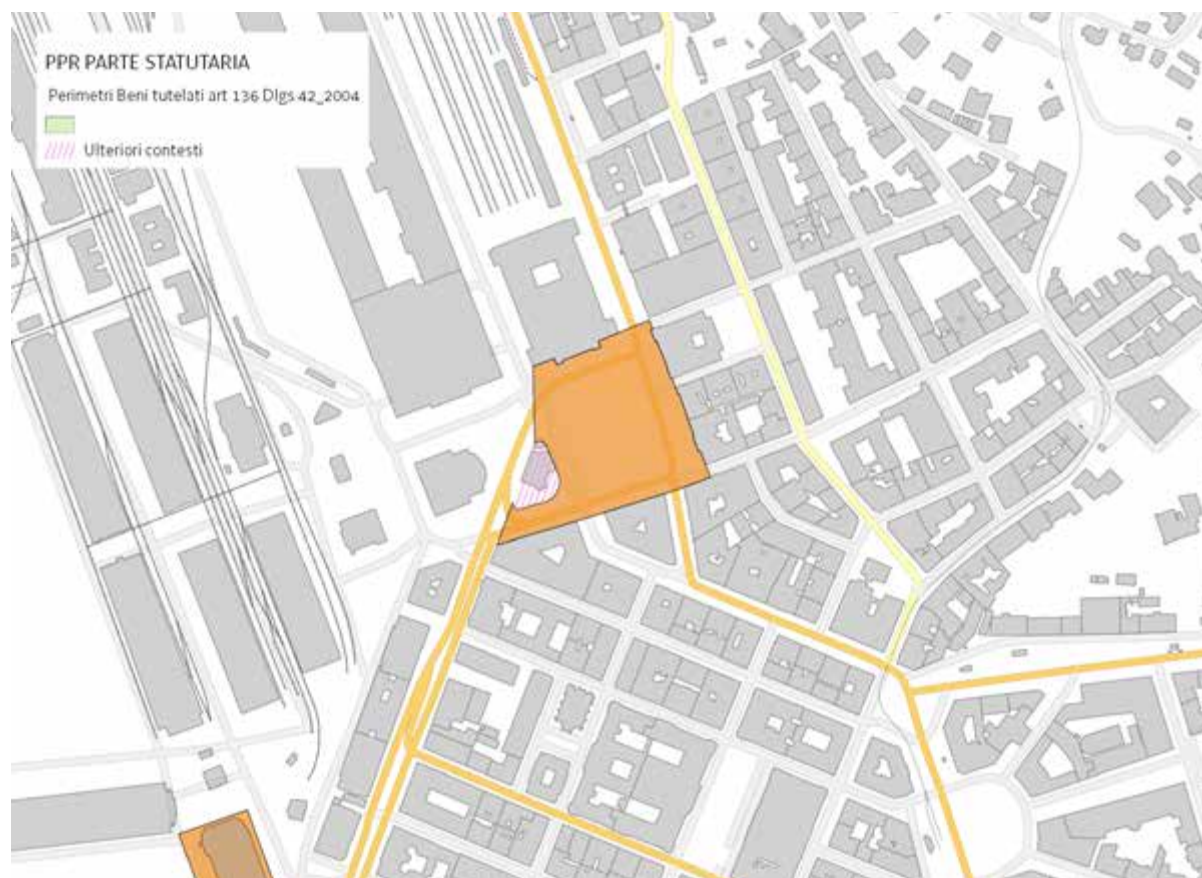 PPR PARTE STATUTARIA
Perimetri Beni tutelati art 136 Dlgs 42_2004
Ulteriori contesti